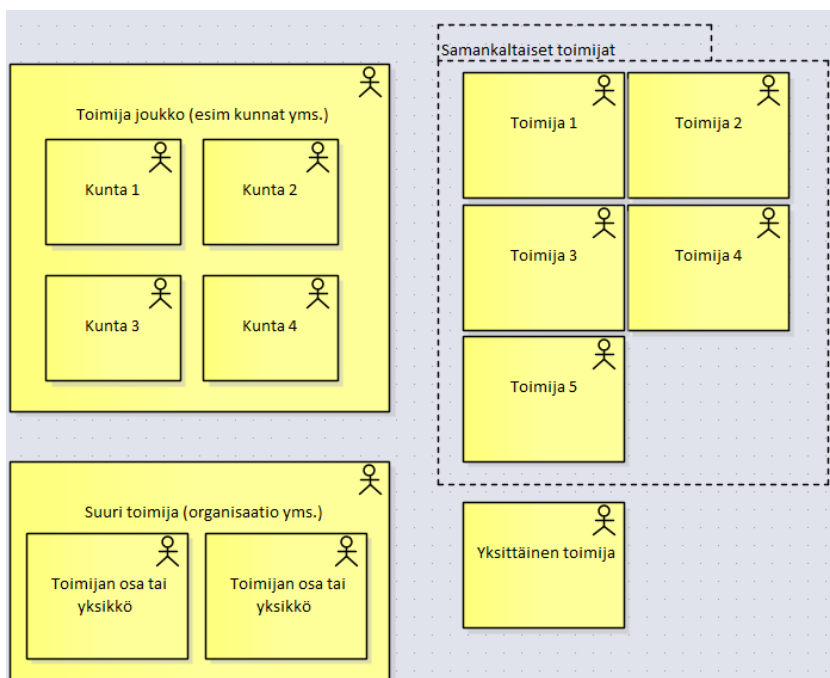 Toimija joukko (esim kunnat yms.)
Kunta 1
Kunta 2
Kunta 3
Kunta 4
Samankaltaiset toimijat
Toimija 1
Toimija 2
Toimija 3
Toimija 4
Toimija 5
Suuri toimija (organisaatio yms.)
Toimijan osa tai
yksikkö
Toimijan osa tai
yksikkö
Yksittäinen toimija